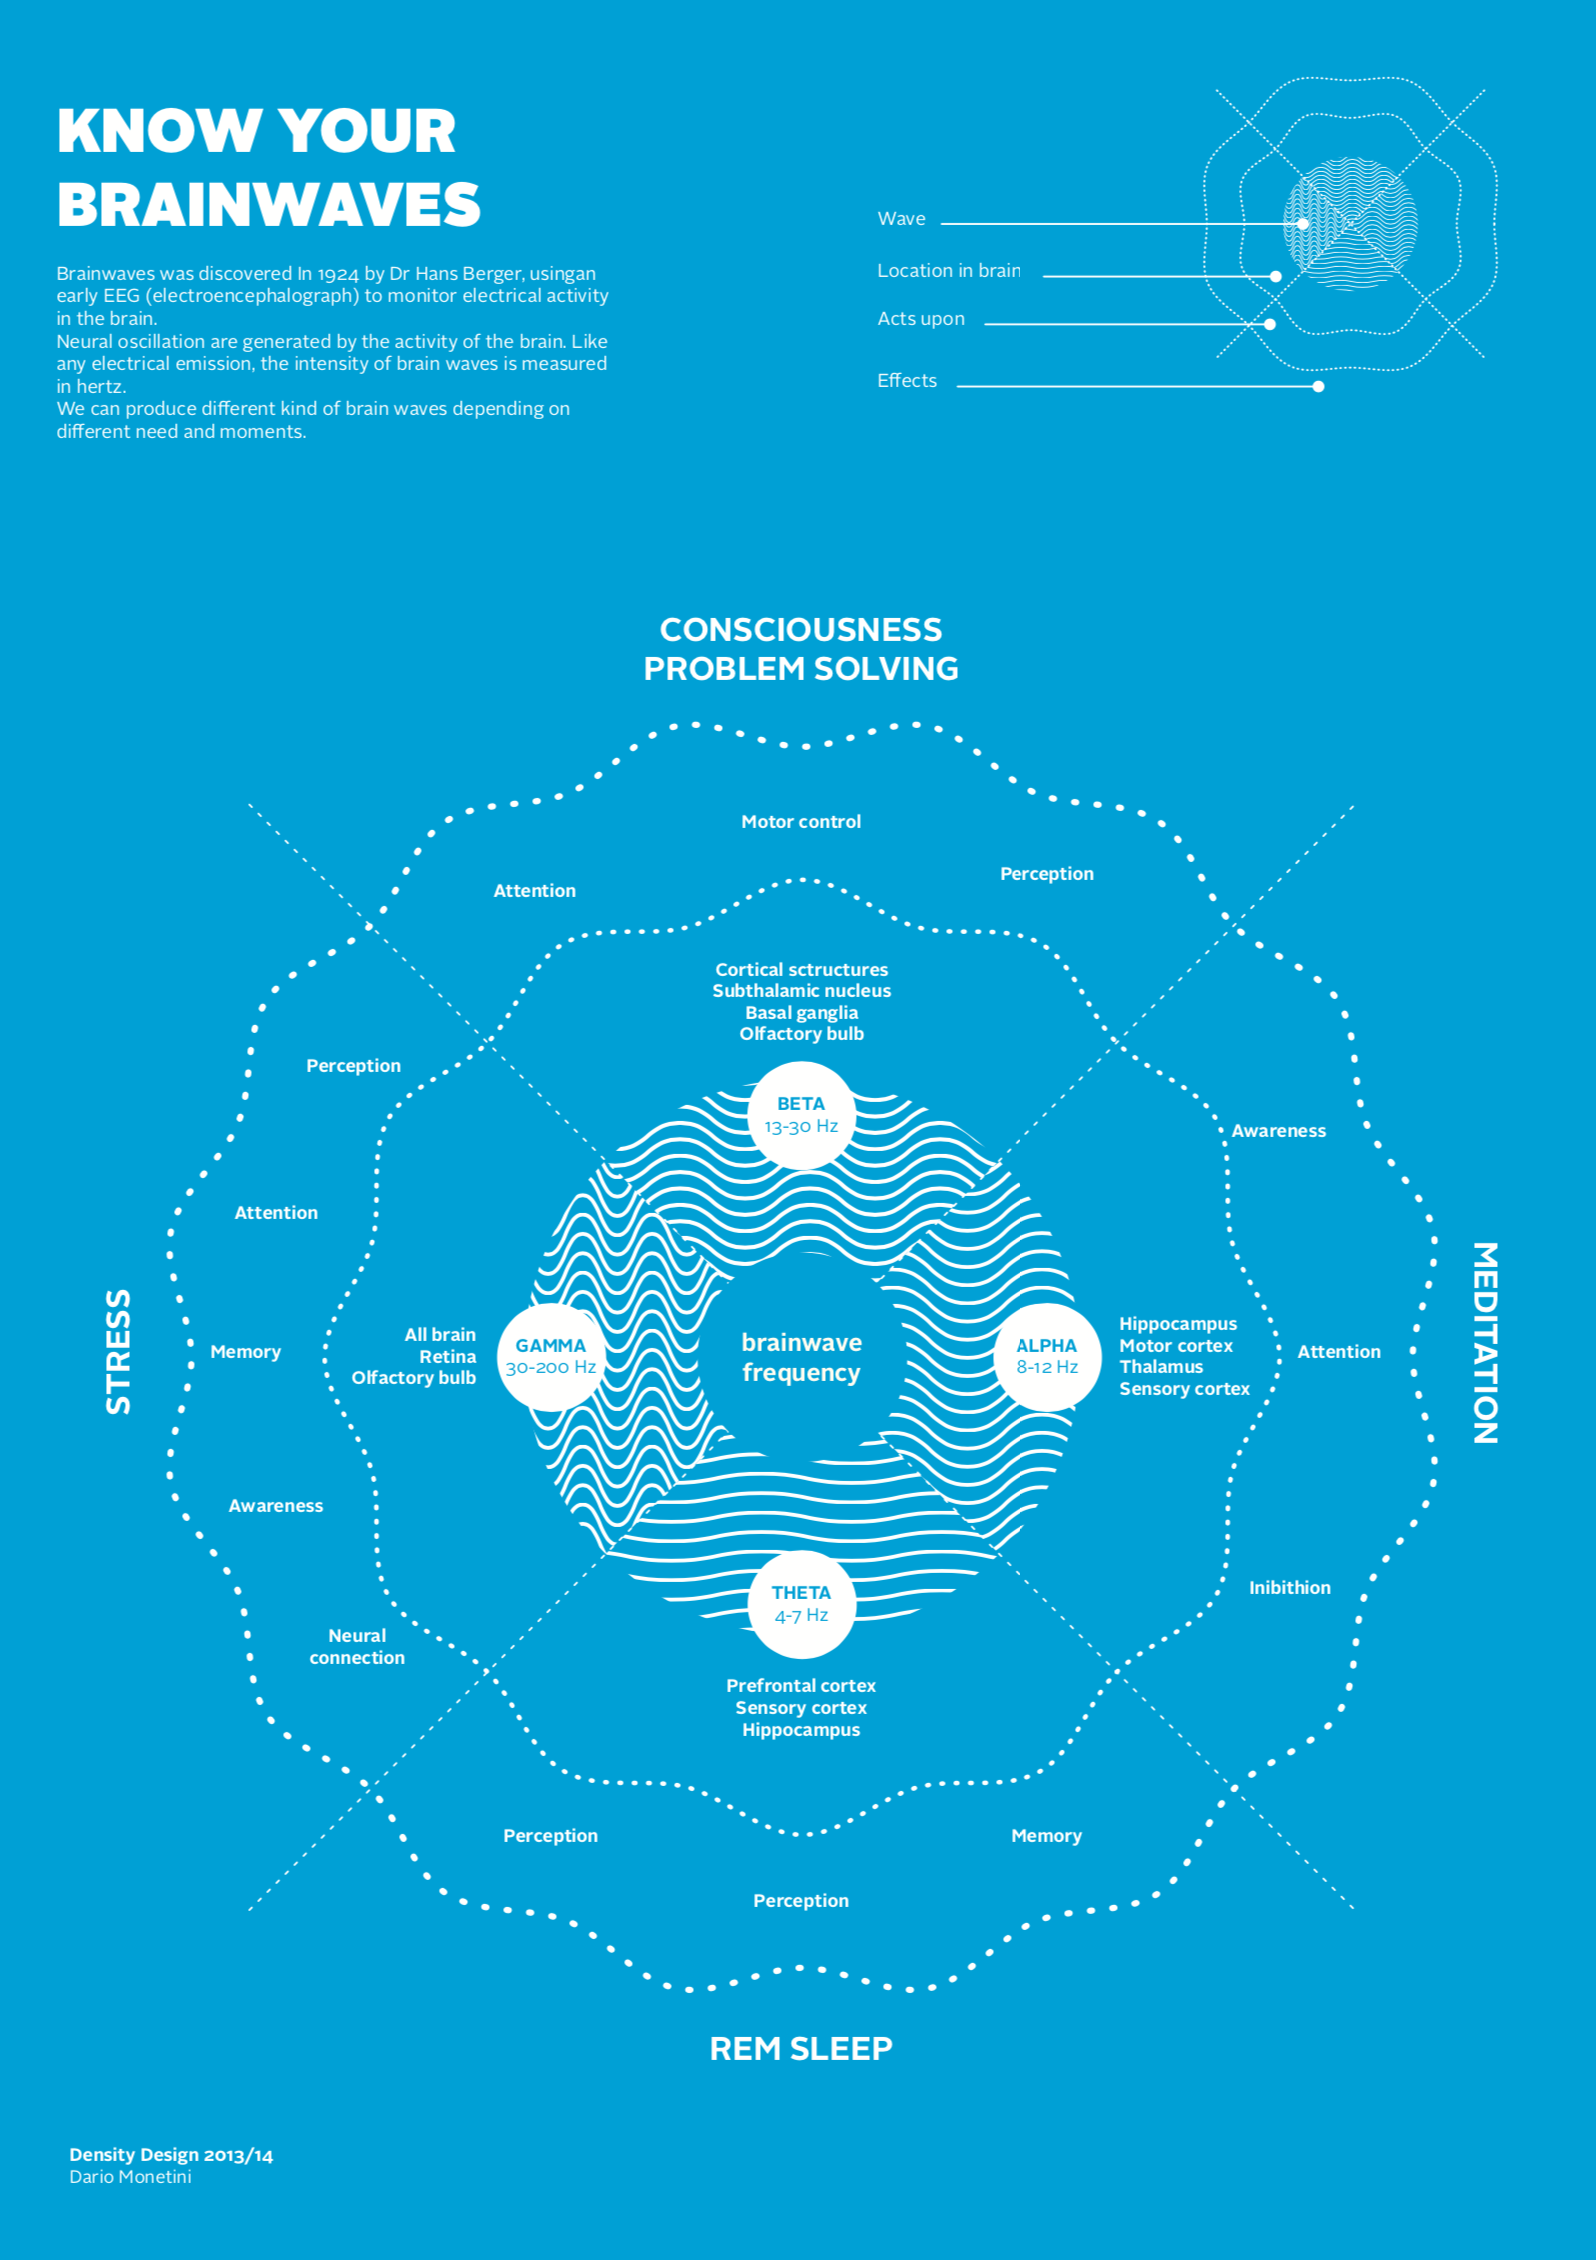 KNOW YOUR
BRAINWAVES
Brainwaves was discovered In 1924 by Dr Hans Berger, usingan
early EEG (electroencephalograph) to monitor electrical activity
in the brain.
Neural oscillation are generated by the activity of the brain. Like
any electrical emission, the intensity of brain waves is measured
in hertz.
We can produce different kind of brain waves depending on
different need and moments.
Wave
Location in brain
Acts upon
Effects
CONSCIOUSNESS
PROBLEM SOLVING
Motor control
Attention
Perception
Cortical sctructures
Subthalamic nucleus
Basal ganglia
Olfactory bulb
BETA
13-30 Hz
Perception
Attention
Memory
Awareness
Neural
connection
STRESS
All brain
Retina
Olfactory bulb
GAMMA
30-200 Hz
brainwave
frequency
ALPHA
8-12 Hz
Hippocampus
Motor cortex
Thalamus
Sensory cortex
Awareness
Attention
Inibithion
MEDITATION
THETA
4-7 Hz
Prefrontal cortex
Sensory cortex
Hippocampus
Perception
Memory
Perception
REM SLEEP
Density Design 2013/14
Dario Monetini